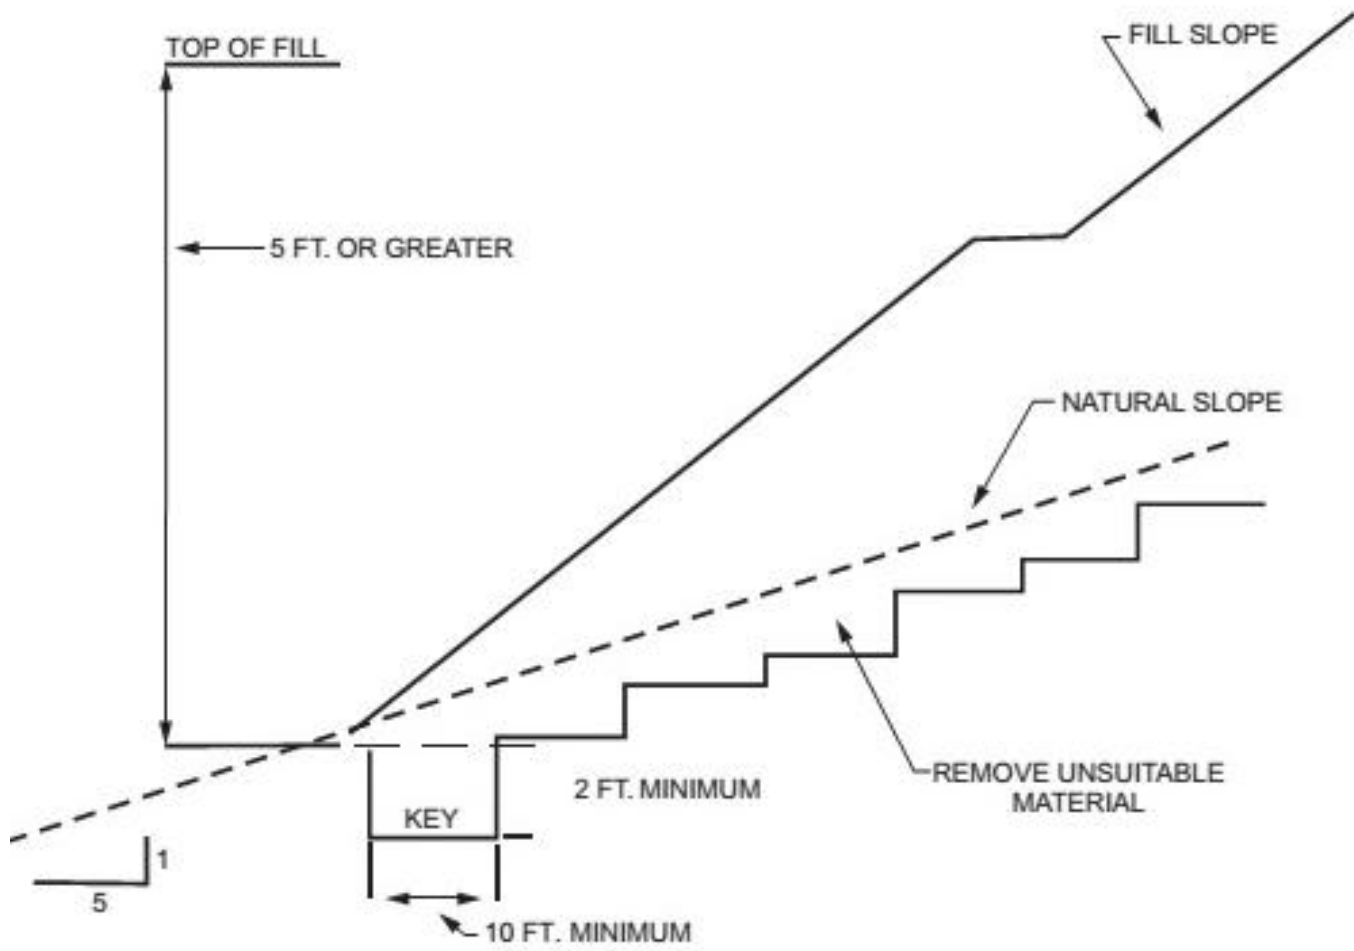 TOP OF FILL
FILL SLOPE
5 FT. OR GREATER
NATURAL SLOPE
2 FT. MINIMUM
REMOVE UNSUITABLE
MATERIAL
KEY
1
5
10 FT. MINIMUM